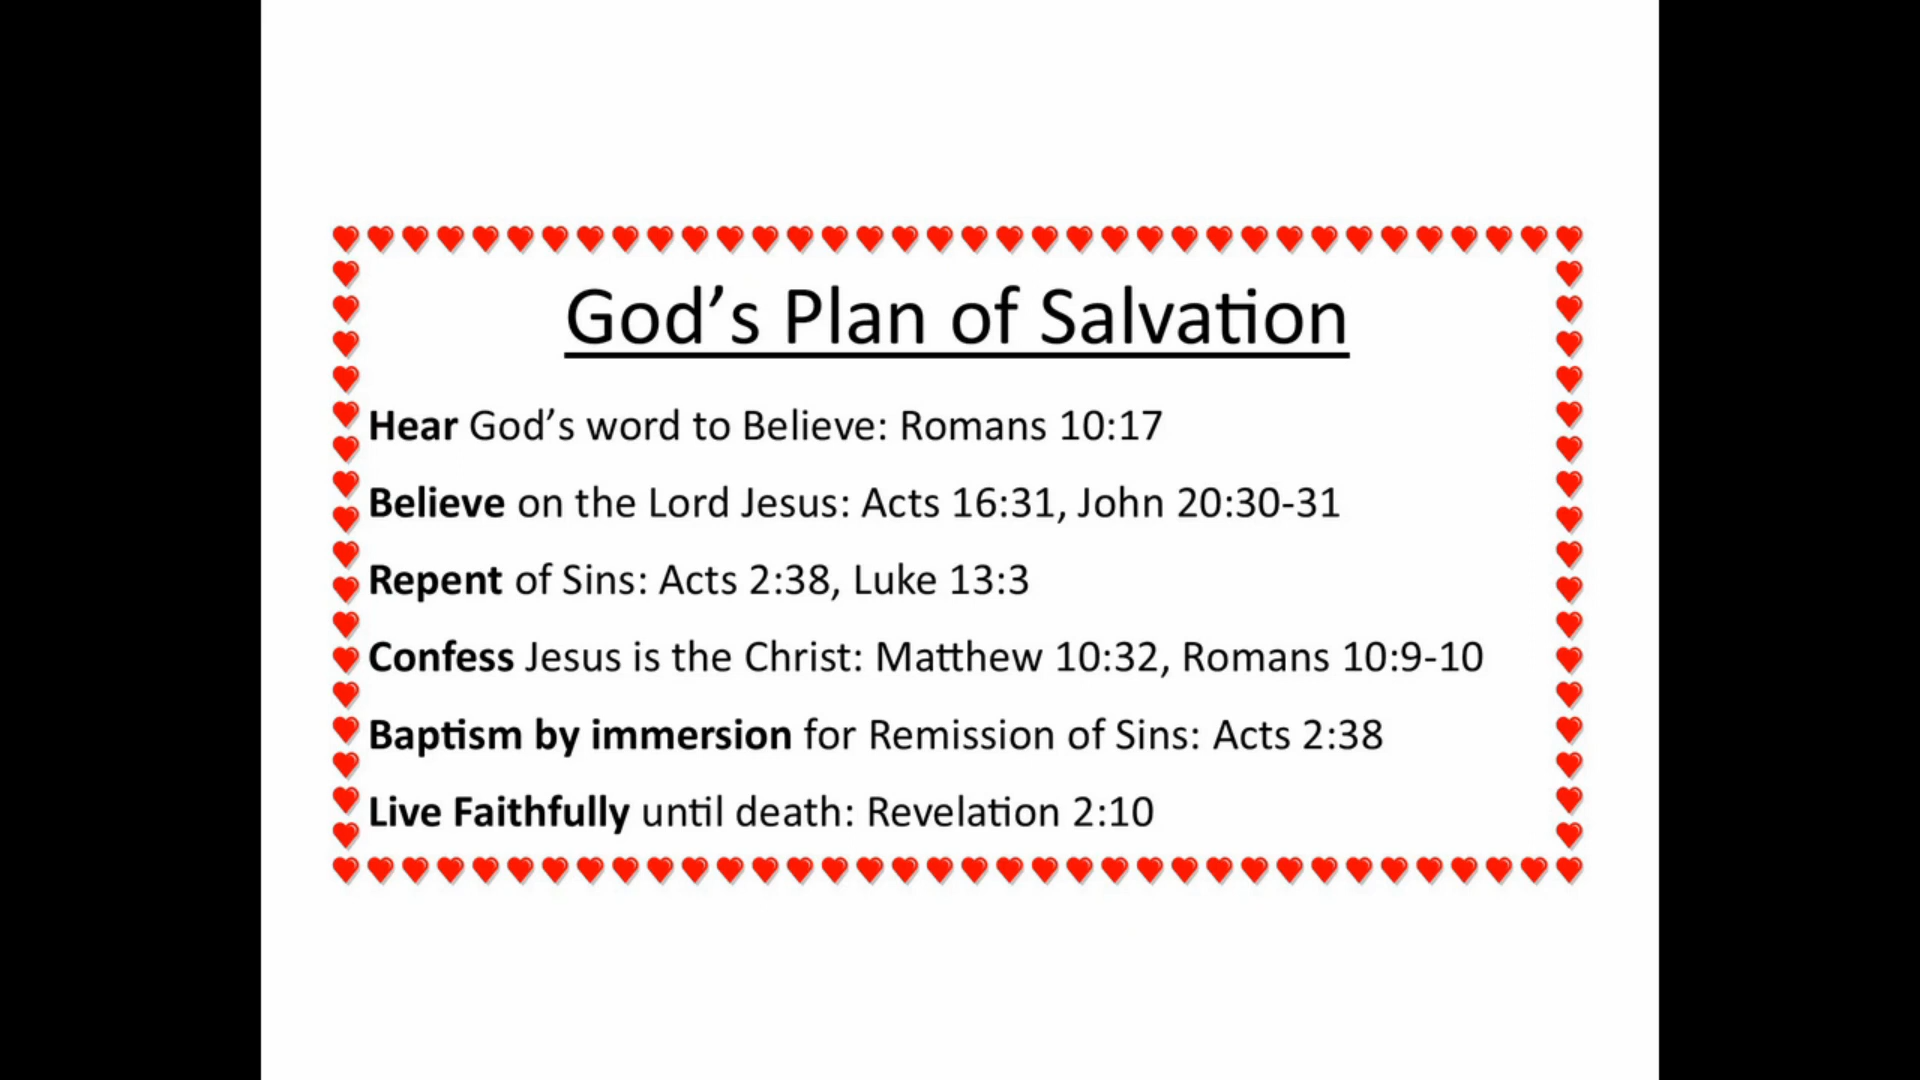 God’s Plan of Salvation
Hear God’s word to Believe: Romans 10:17
Believe on the Lord Jesus: Acts 16:31, John 20:30-31
Repent of Sins: Acts 2:38, Luke 13:3
Confess Jesus is the Christ: Matthew 10:32, Romans 10:9-10
Baptism by immersion for Remission of Sins: Acts 2:38
Live Faithfully until death: Revelation 2:10